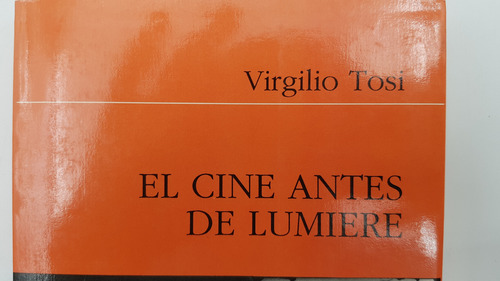 Virgilio Tosi
EL CINE ANTES
DE LUMIERE